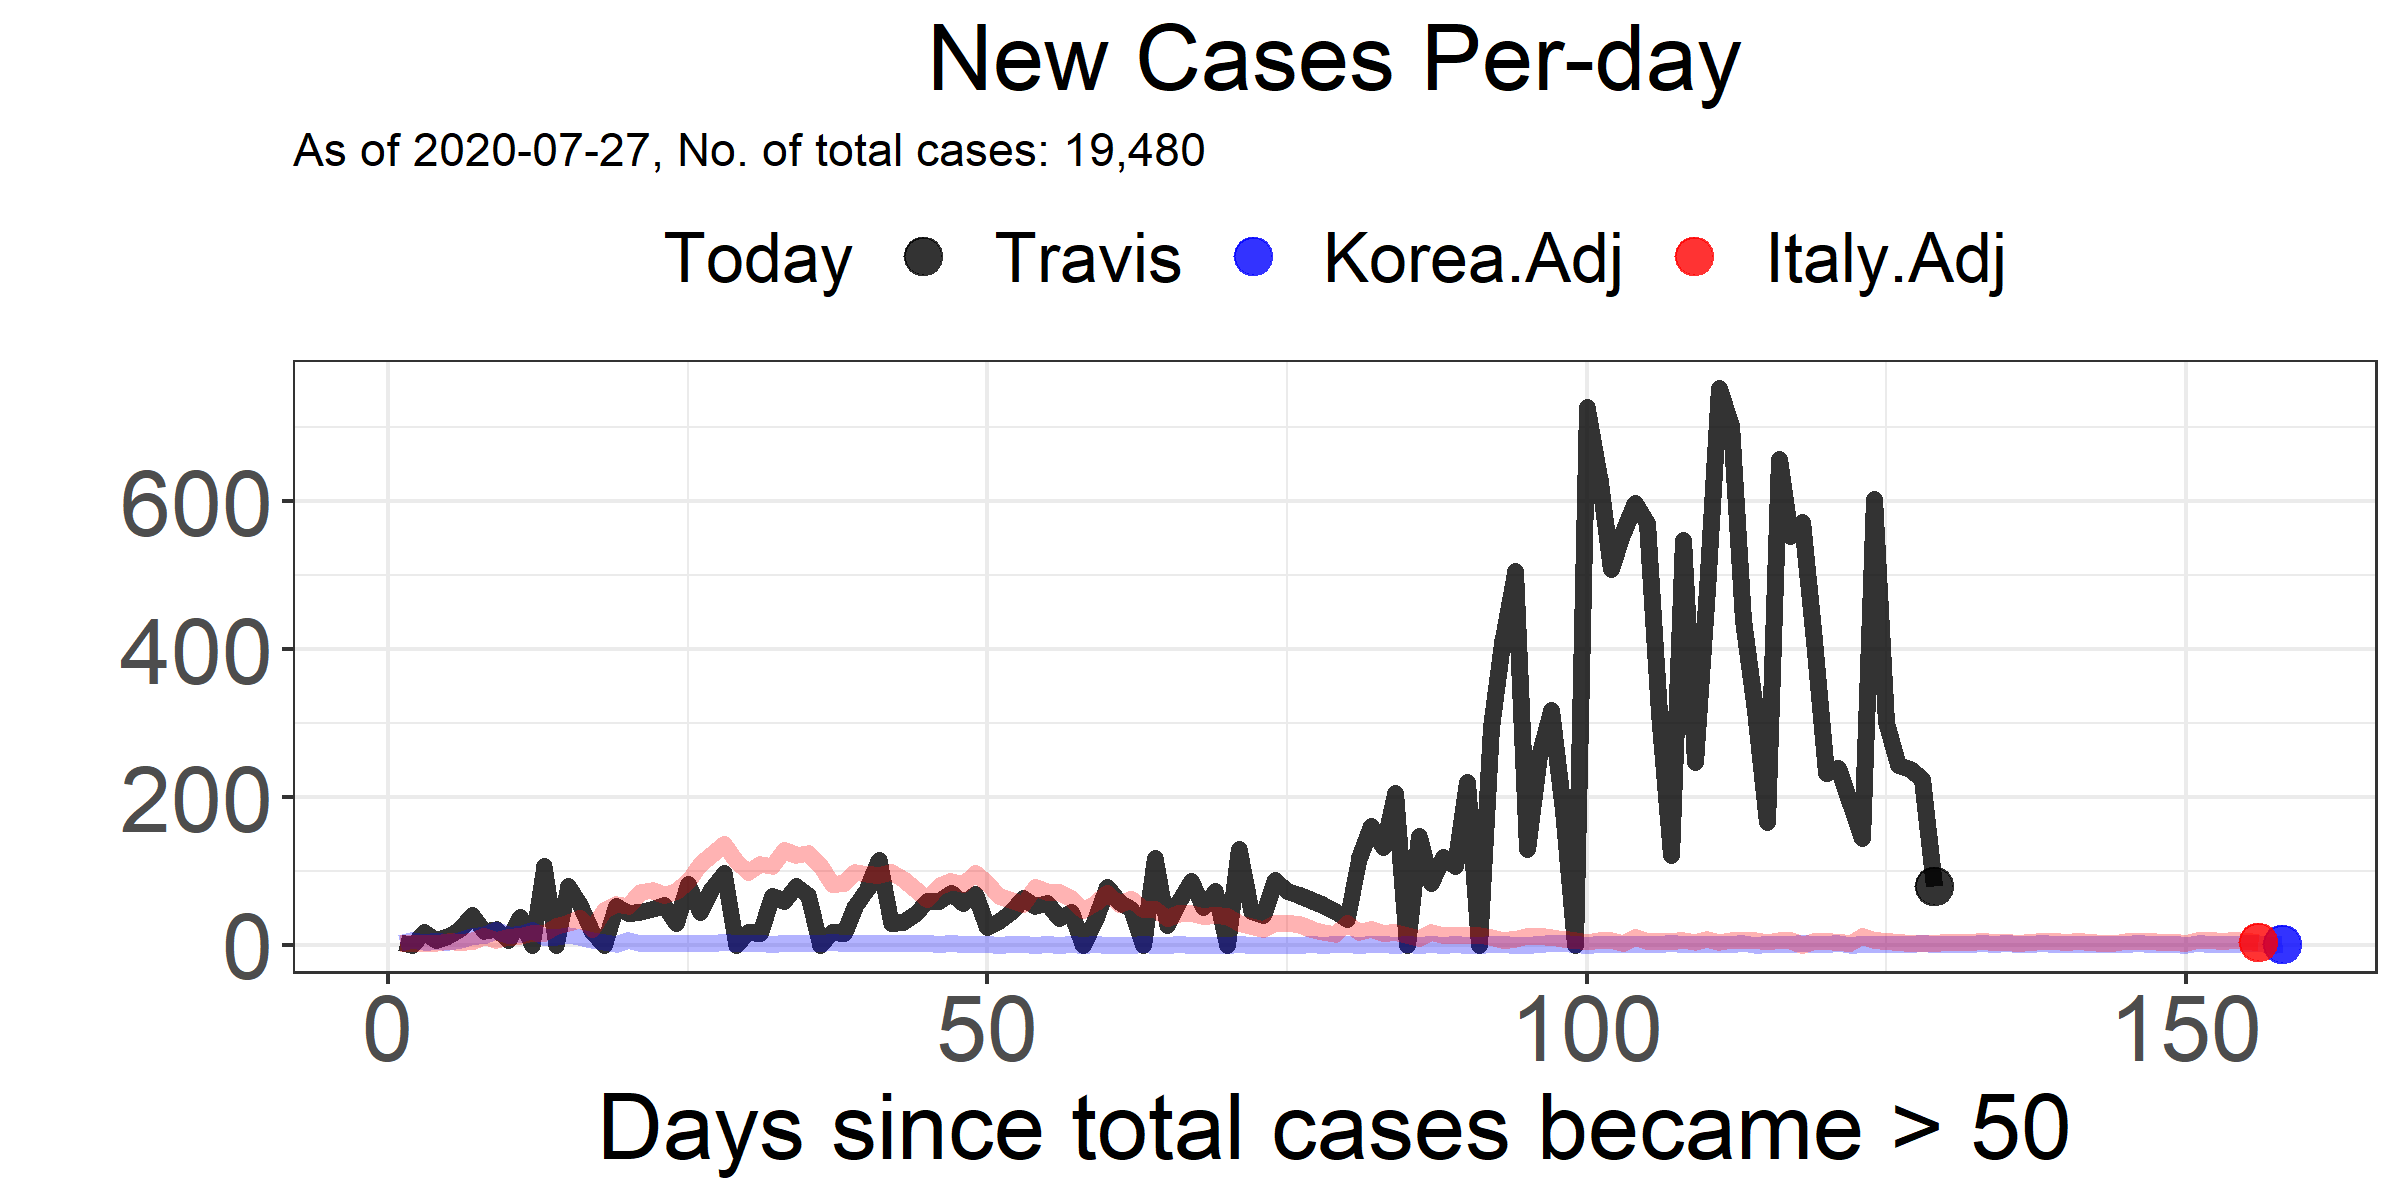 New Cases Per-day
As of 2020-07-27, No. of total cases: 19,480
Today Travis Korea.Adj Italy.Adj
600
400
200
0
0 50 100 150
Days since total cases became > 50